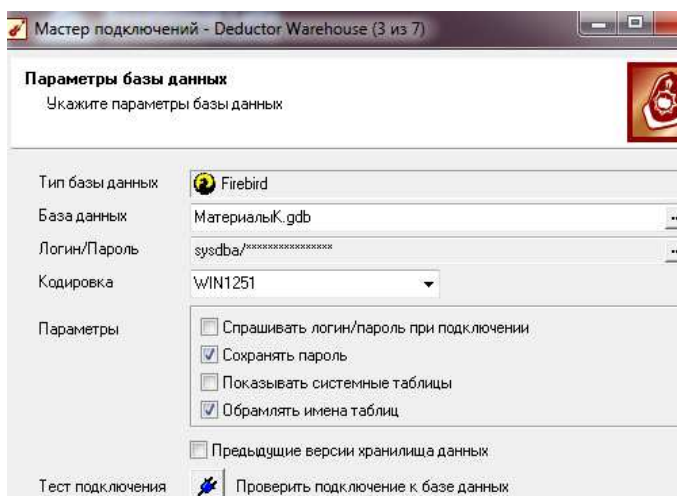 Мастер подключений - Deductor Warehouse (3 из 7)
Параметры базы данных
Укажите параметры базы данных
Тип базы данных Firebird
База данных МатериалыК.gdb ...
Логин/Пароль sysdba/**************** ...
Кодировка WIN1251
Параметры
Спрашивать логин/пароль при подключении
Сохранять пароль
Показывать системные таблицы
Обрамлять имена таблиц
Предыдущие версии хранилища данных
Тест подключения Проверить подключение к базе данных